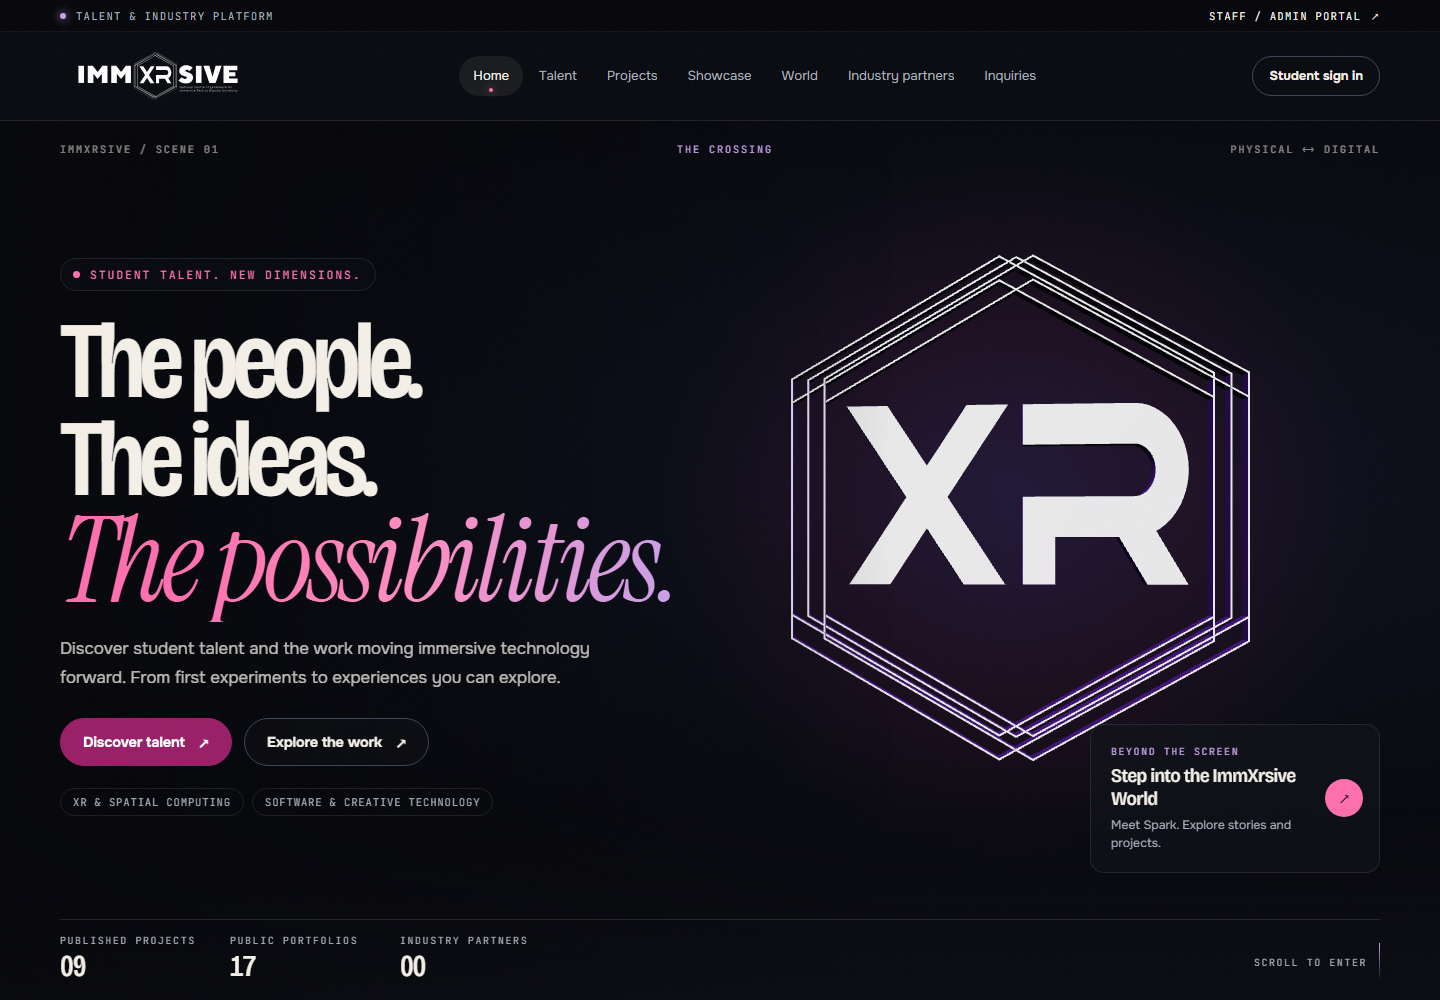 TALENT & INDUSTRY PLATFORM
STAFF / ADMIN PORTAL ↗
IMMXRSIVE
Home Talent Projects Showcase World Industry partners Inquiries
Student sign in
IMMXRSIVE / SCENE 01
THE CROSSING
PHYSICAL ↔ DIGITAL
STUDENT TALENT. NEW DIMENSIONS.
The people.
The ideas.
The possibilities.
Discover student talent and the work moving immersive technology
forward. From first experiments to experiences you can explore.
Discover talent ↗
Explore the work ↗
XR & SPATIAL COMPUTING
SOFTWARE & CREATIVE TECHNOLOGY
XR
BEYOND THE SCREEN
Step into the ImmXrsive
World
↗
Meet Spark. Explore stories and
projects.
PUBLISHED PROJECTS
09
PUBLIC PORTFOLIOS
17
INDUSTRY PARTNERS
00
SCROLL TO ENTER